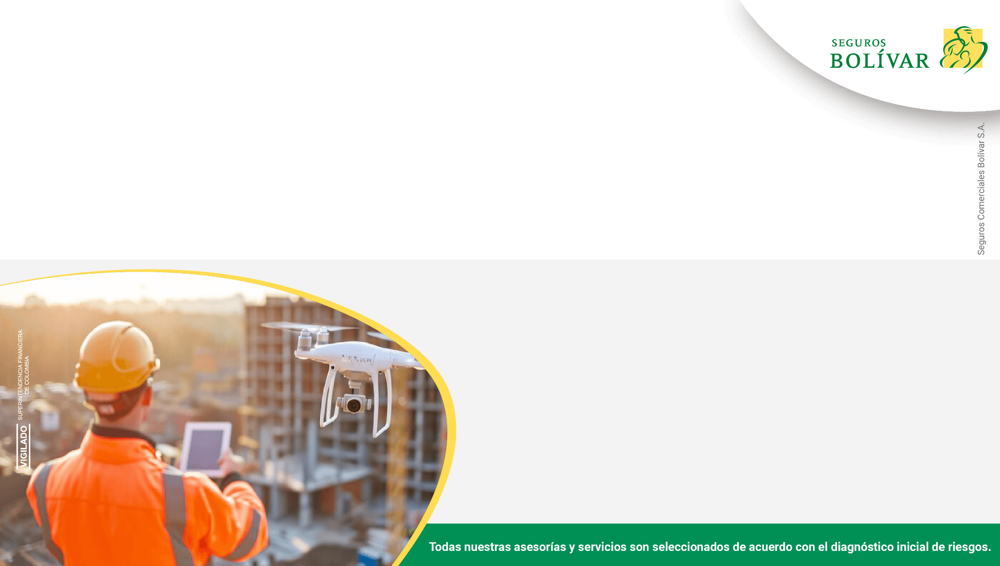 SEGUROS
BOLÍVAR
Seguros Comerciales Bolívar S.A.
VIGILADO
SUPERINTENDENCIA FINANCIERA
DE COLOMBIA
Todas nuestras asesorías y servicios son seleccionados de acuerdo con el diagnóstico inicial de riesgos.